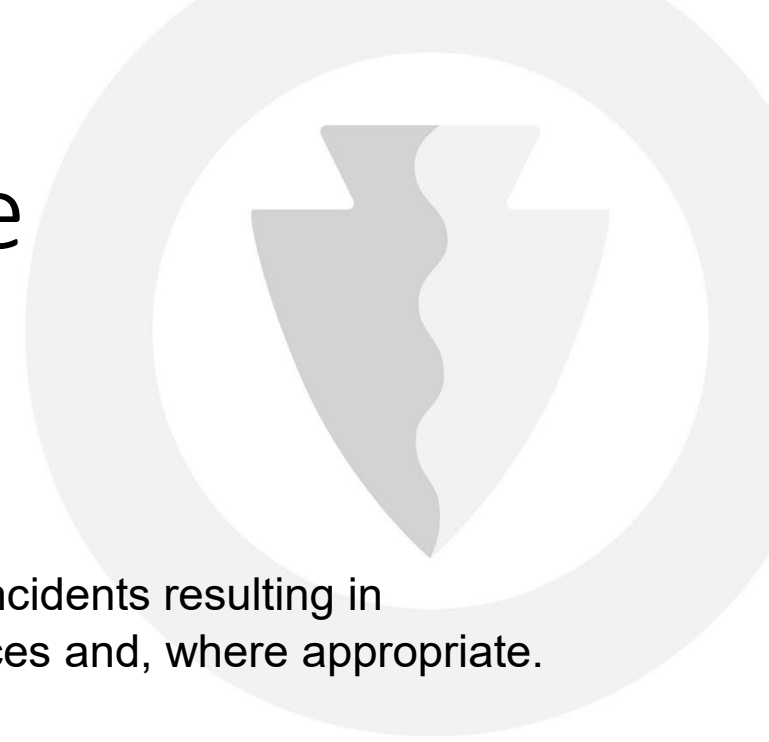 e
ncidents resulting in
ces and, where appropriate.